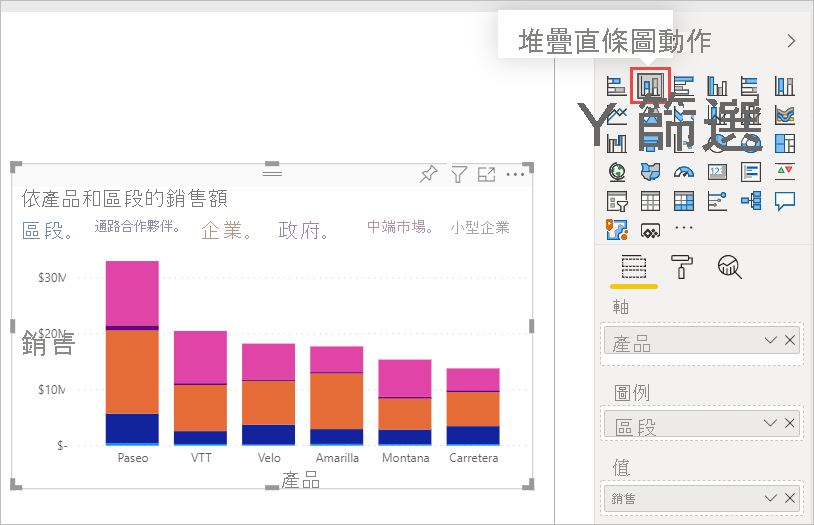 堆疊直條圖動作
Y 篩選
依產品和區段的銷售額
區段。 通路合作夥伴。 企業。 政府。 中端市場。 小型企業
$30M
$20M
銷售
$10M
$-
Paseo VTT Velo Amarilla Montana Carretera
產品
軸
產品
圖例
區段
值
銷售